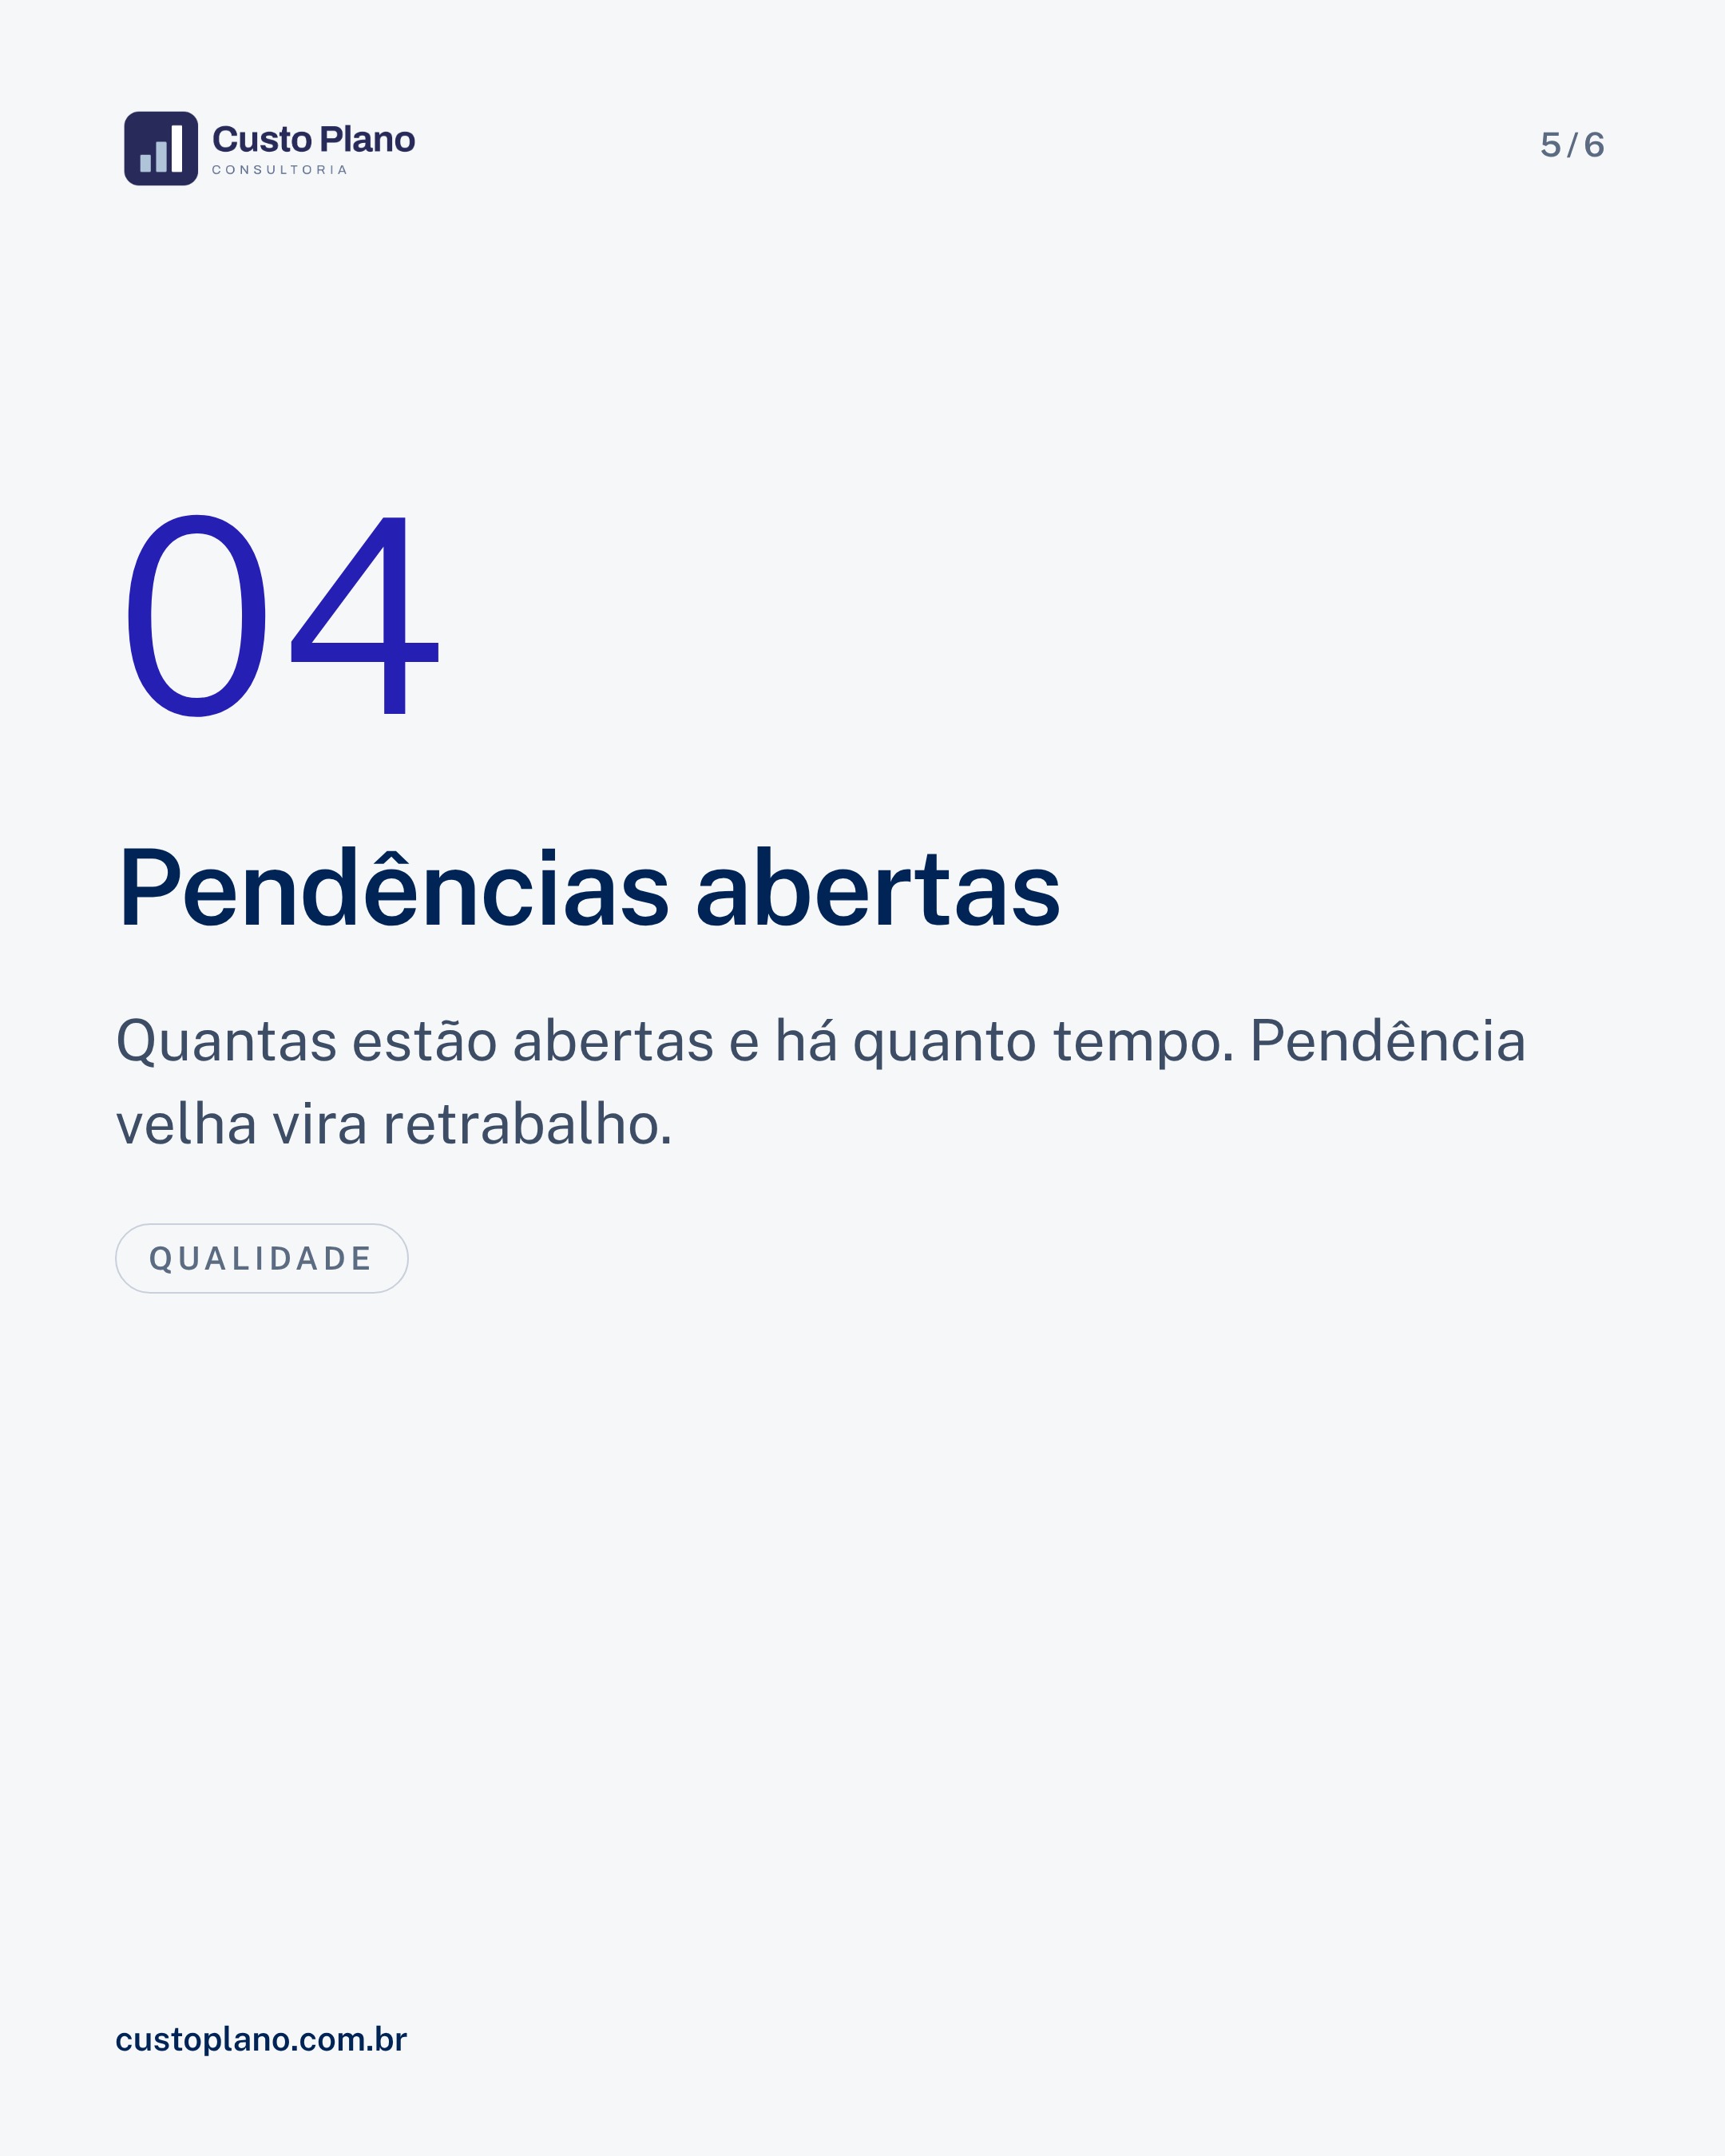 Custo Plano
CONSULTORIA
5/6
04
Pendências abertas
Quantas estão abertas e há quanto tempo. Pendência
velha vira retrabalho.
QUALIDADE
custoplano.com.br